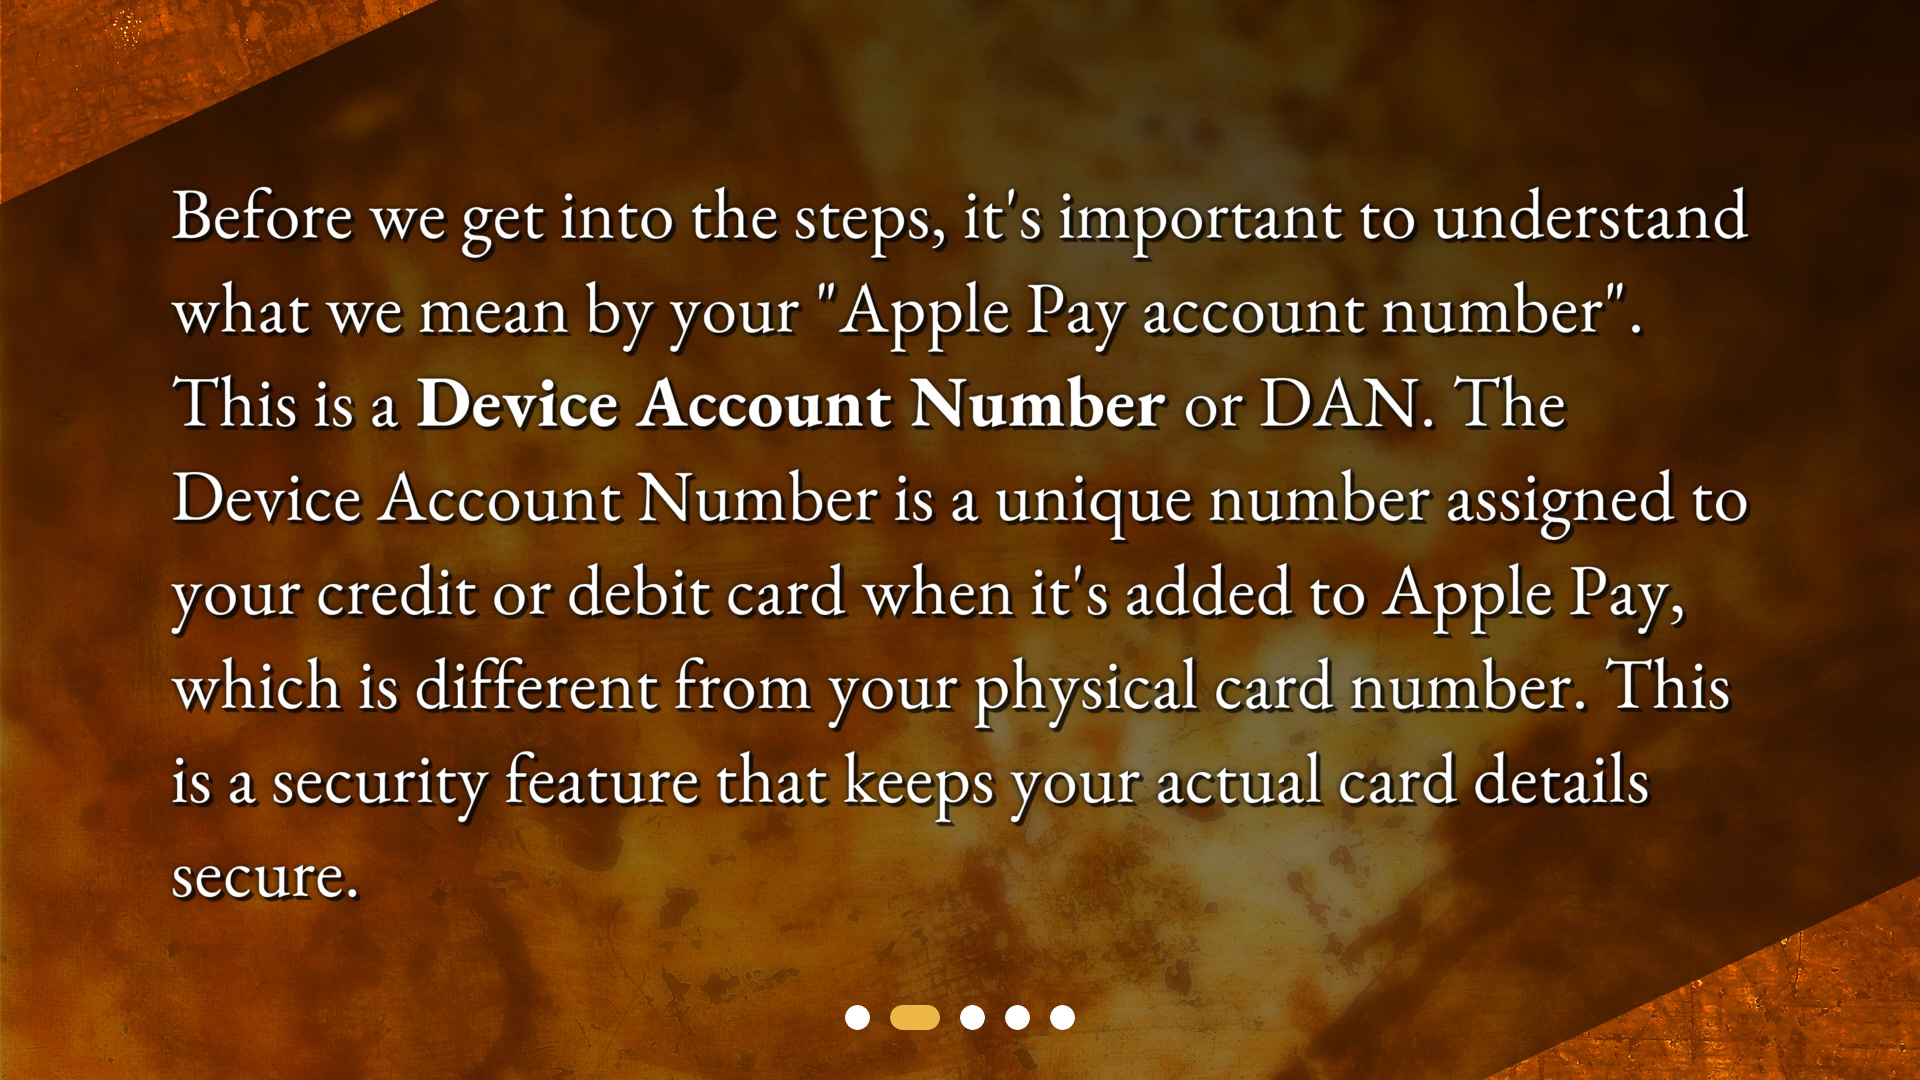 Before we get into the steps, it's important to understand
what we mean by your "Apple Pay account number".
This is a Device Account Number or DAN. The
Device Account Number is a unique number assigned to
your credit or debit card when it's added to Apple Pay,
which is different from your physical card number. This
is a security feature that keeps your actual card details
secure.